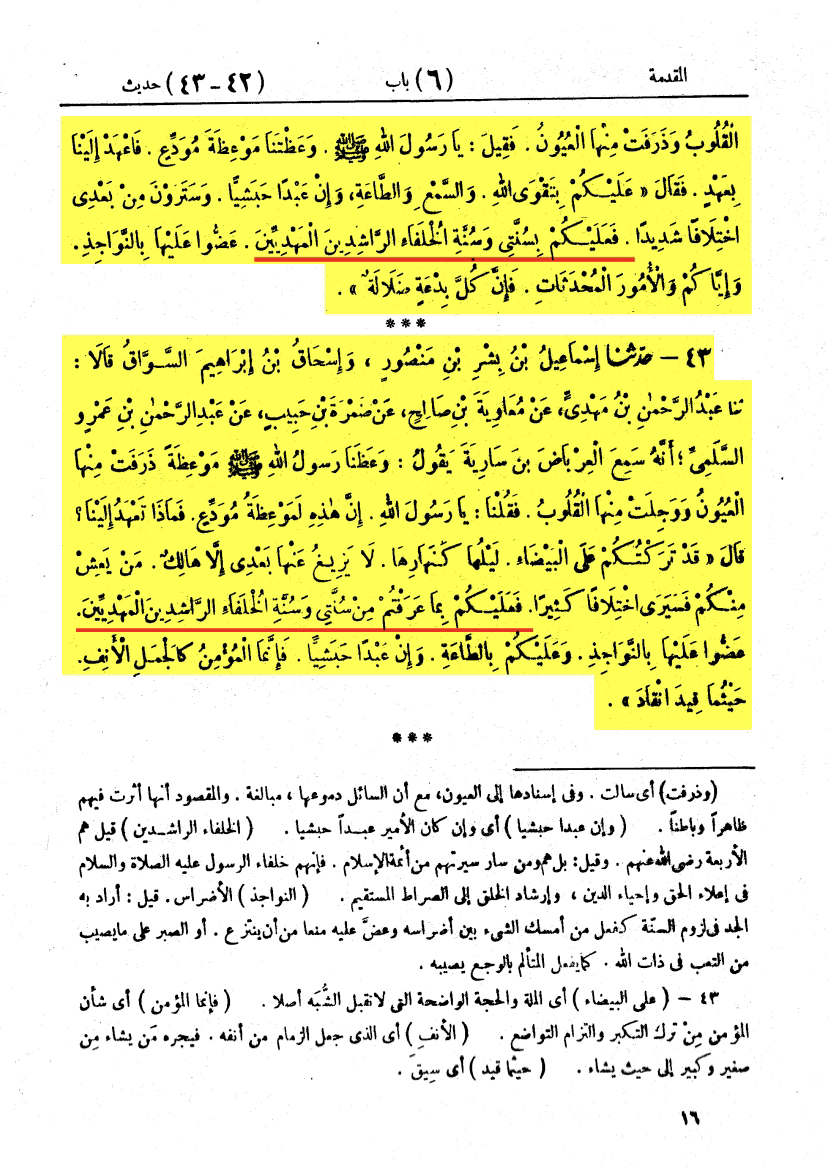 المقدمة (٦) باب (٤٢ – ٤٣) حديث
الْقُلُوبُ وَذَرَفَتْ مِنْهَا الْعُيُونُ . فَقِيلَ : يَا رَسُولَ اللهِ ﷺ . وَعَظْتَنَا مَوْعِظَةَ مُوَدِّعٍ . فَاعْهَدْ إِلَيْنَا
بِعَهْدٍ . فَقَالَ « عَلَيْكُمْ بِتَقْوَى اللهِ . وَالسَّمْعِ وَالطَّاعَةِ، وَإِنْ عَبْدًا حَبَشِيًّا . وَسَتَرَوْنَ مِنْ بَعْدِى
اخْتِلَافًا شَدِيدًا . فَعَلَيْكُمْ بِسُنَّتِى وَسُنَّةِ الْخُلَفَاءِ الرَّاشِدِينَ الْمَهْدِيِّينَ . عَضُّوا عَلَيْهَا بِالنَّوَاجِذِ .
وَإِيَّاكُمْ وَالْأُمُورَ الْمُحْدَثَاتِ . فَإِنَّ كُلَّ بِدْعَةٍ ضَلَالَةٌ » .
***
٤٣ – حدّثنا إِسْمَاعِيلُ بْنُ بِشْرِ بْنِ مَنْصُورٍ ، وَإِسْحَاقُ بْنُ إِبْرَاهِيمَ السَّوَّاقُ قَالَا :
ثنا عَبْدُ الرَّحْمٰنِ بْنُ مَهْدِىٍّ، عَنْ مُعَاوِيَةَ بْنِ صَالِحٍ، عَنْ ضَمْرَةَ بْنِ حَبِيبٍ، عَنْ عَبْدِ الرَّحْمٰنِ بْنِ عَمْرٍو
السَّلَمِىِّ ؛ أَنَّهُ سَمِعَ الْعِرْبَاضَ بنَ سَارِيَةَ يَقُولُ : وَعَظَنَا رَسُولُ اللهِ ﷺ مَوْعِظَةً ذَرَفَتْ مِنْهَا
الْعُيُونُ وَوَجِلَتْ مِنْهَا الْقُلُوبُ . فَقُلْنَا : يَا رَسُولَ اللهِ . إِنَّ هٰذِهِ لَمَوْعِظَةُ مُوَدِّعٍ. فَمَاذَا تَعْهَدُ إِلَيْنَا ؟
قَالَ « قَدْ تَرَكْتُكُمْ عَلَى الْبَيْضَاءِ . لَيْلُهَا كَنَهَارِهَا . لَا يَزِيغُ عَنْهَا بَعْدِى إِلَّا هَالِكٌ . مَنْ يَعِشْ
مِنْكُمْ فَسَيَرَى اخْتِلَافًا كَثِيرًا . فَعَلَيْكُمْ بِمَا عَرَفْتُمْ مِنْ سُنَّتِى وَسُنَّةِ الْخُلَفَاءِ الرَّاشِدِينَ الْمَهْدِيِّينَ .
عَضُّوا عَلَيْهَا بِالنَّوَاجِذِ . وَعَلَيْكُمْ بِالطَّاعَةِ . وَإِنْ عَبْدًا حَبَشِيًّا . فَإِنَّمَا الْمُؤْمِنُ كَالْجَمَلِ الْأَنِفِ.
حَيْثُمَا قِيدَ انْقَادَ » .
***
(وذرفت) أى سالت . وفى إسنادها إلى العيون، مع أن السائل دموعها ، مبالغة . والمقصود أنها أثرت فيهم
ظاهراً وباطناً . ( وإن عبدا حبشيا ) أى وإن كان الأمير عبداً حبشيا . ( الخلفاء الراشدين ) قيل هم
الأربعة رضى الله عنهم . وقيل: بل هم ومن سار سيرتهم من أئمة الإسلام . فإنهم خلفاء الرسول عليه الصلاة والسلام
فى إعلاء الحق وإحياء الدين ، وإرشاد الخلق إلى الصراط المستقيم . ( النواجذ ) الأضراس . قيل : أراد به
الجد فى لزوم السنّة كفعل من أمسك الشىء بين أضراسه وعضّ عليه منعا من أن ينتزع . أو الصبر على ما يصيب
من التعب فى ذات الله . كما يفعل المتألم بالوجع يصيبه .
٤٣ – ( على البيضاء ) أى الملة والحجة الواضحة التى لا تقبل الشُّبَه أصلا . ( فإنما المؤمن ) أى شأن
المؤمن مِنْ ترك التكبر والتزام التواضع . ( الأنفِ ) أى الذى جعل الزمام من أنفه . فيجره مَن يشاء مِن
صغير وكبير إلى حيث يشاء . ( حيثما قيد ) أى سِيقَ .
١٦